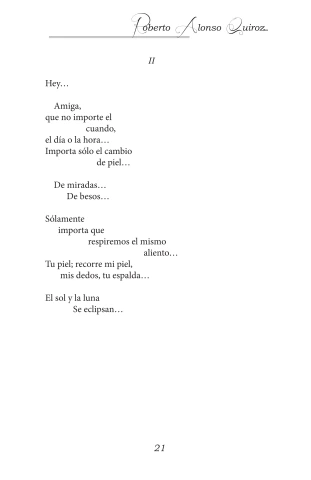 Roberto Alonso Quiroz.
II
Hey…
Amiga,
que no importe el
cuando,
el día o la hora…
Importa sólo el cambio
de piel…
De miradas…
De besos…
Sólamente
importa que
respiremos el mismo
aliento…
Tu piel; recorre mi piel,
mis dedos, tu espalda…
El sol y la luna
Se eclipsan…
21